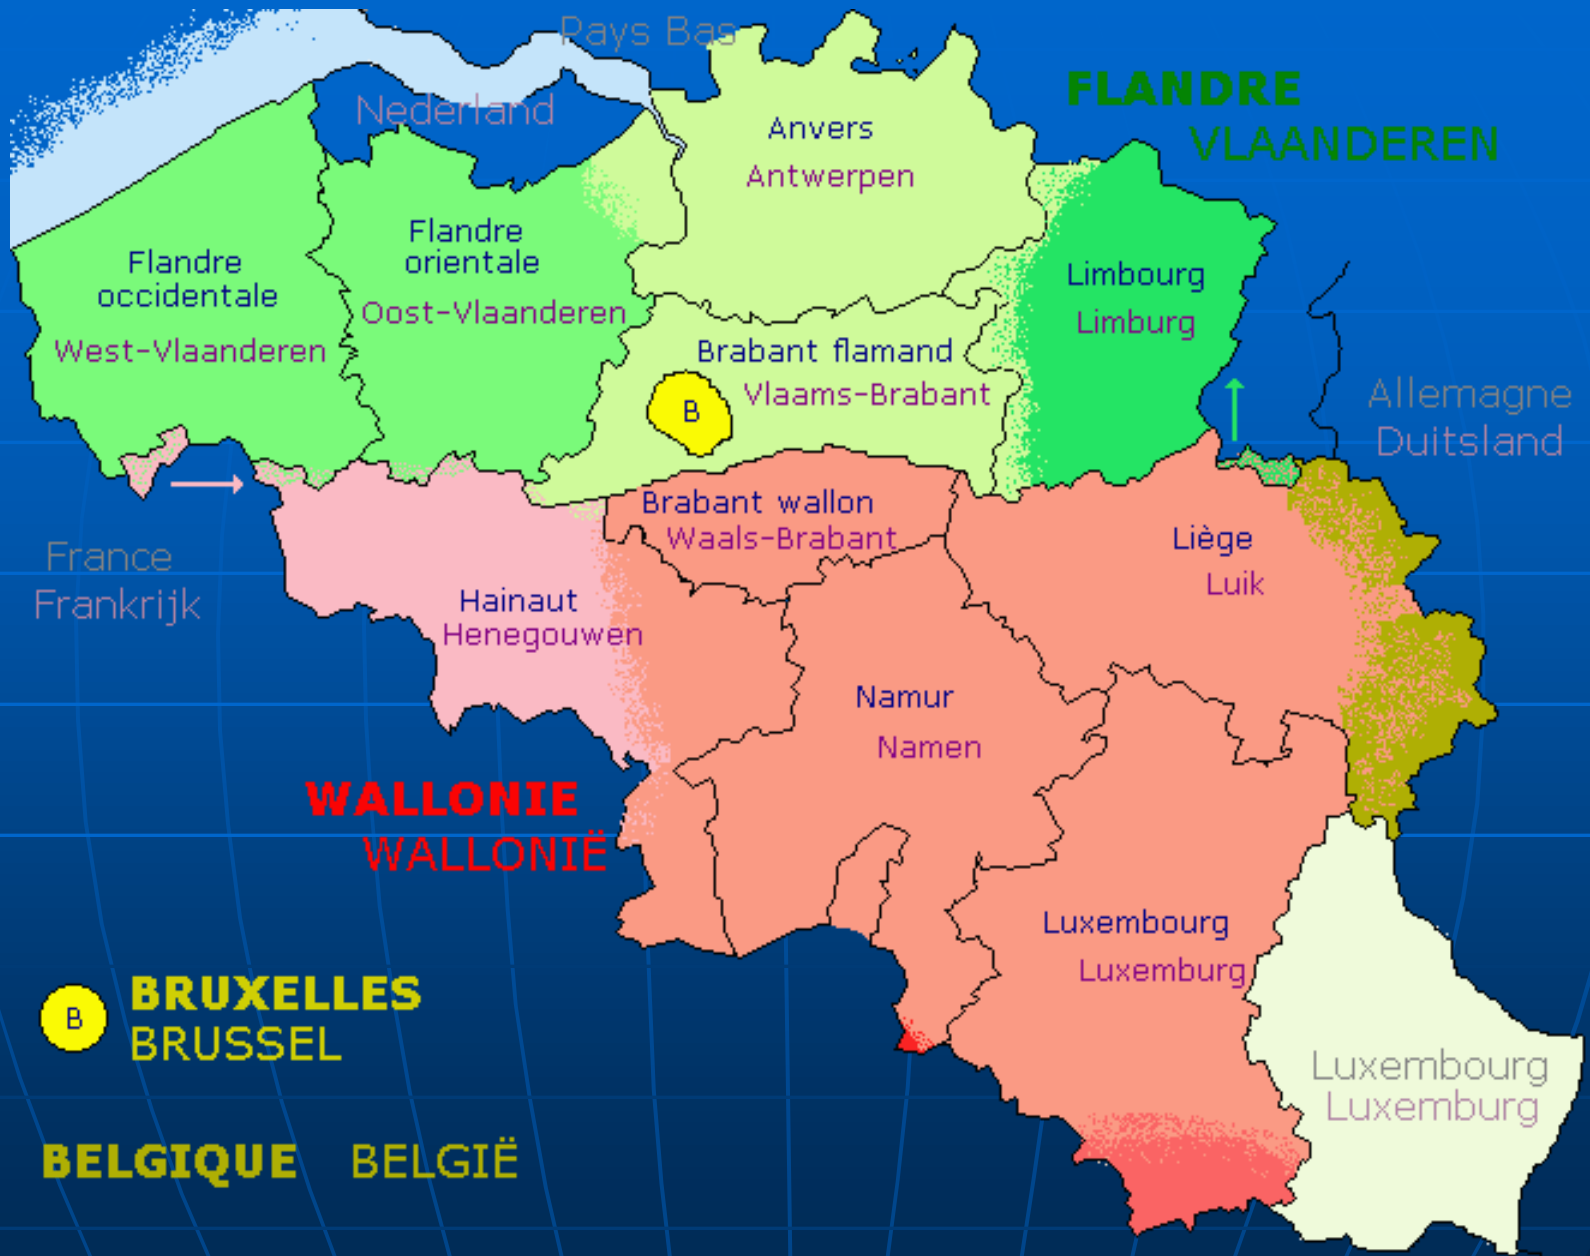 Pays Bas
Nederland
FLANDRE
VLAANDEREN
Anvers
Antwerpen
Flandre
orientale
Oost-Vlaanderen
Flandre
occidentale
West-Vlaanderen
Limbourg
Limburg
Brabant flamand
Vlaams-Brabant
B
Allemagne
Duitsland
Brabant wallon
Waals-Brabant
Liège
Luik
France
Frankrijk
Hainaut
Henegouwen
Namur
Namen
WALLONIE
WALLONIË
Luxembourg
Luxemburg
B
BRUXELLES
BRUSSEL
Luxembourg
Luxemburg
BELGIQUE BELGIË